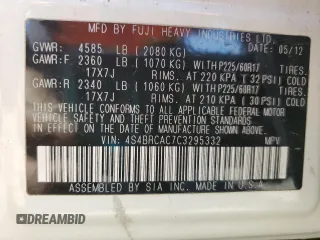 MFD. BY FUJI HEAVY INDUSTRIES LTD.
GVWR: 4585 LB (2080 KG) DATE 05/12
GAWR:F 2360 LB (1070 KG) WITH P225/60R17 TIRES,
17X7J RIMS, AT 220 KPA (32 PSI) COLD
GAWR:R 2340 LB (1060 KG) WITH P225/60R17 TIRES,
17X7J RIMS, AT 210 KPA (30 PSI) COLD
THIS VEHICLE CONFORMS TO ALL APPLICABLE FEDERAL MOTOR
VEHICLE SAFETY AND THEFT PREVENTION STANDARDS
IN EFFECT ON THE DATE OF MANUFACTURE SHOWN ABOVE.
VIN: 4S4BRCAC7C3295332 MPV
ASSEMBLED BY SIA INC. IN U.S.A.
DREAMBID